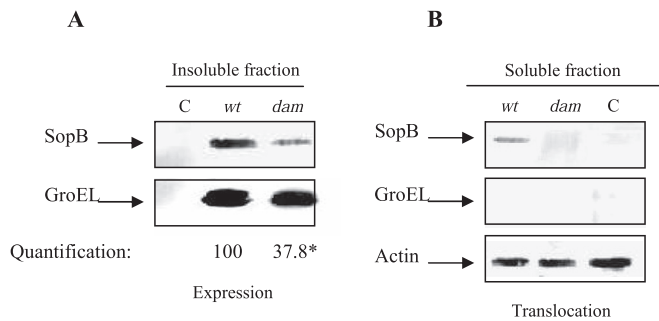 A
Insoluble fraction
C wt dam
SopB
GroEL
Quantification: 100 37.8*
Expression
B
Soluble fraction
wt dam C
SopB
GroEL
Actin
Translocation